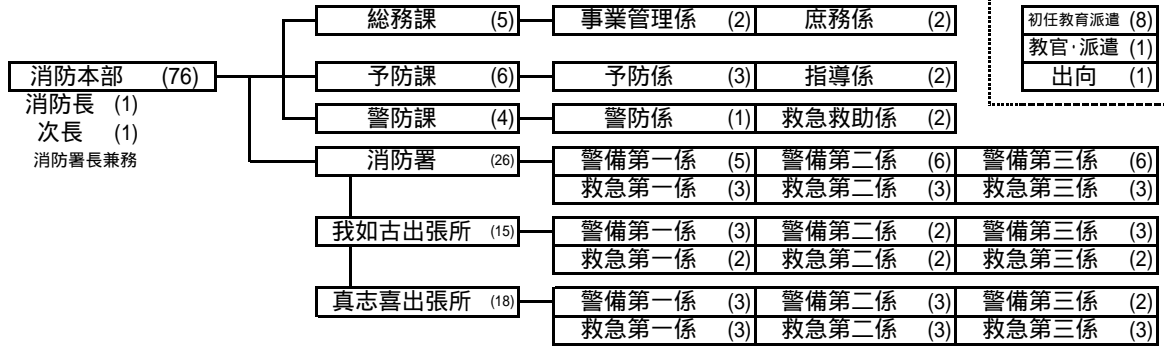 総務課 (5) 事業管理係 (2) 庶務係 (2) 初任教育派遣 (8)
教官・派遣 (1)
消防本部 (76) 予防課 (6) 予防係 (3) 指導係 (2) 出向 (1)
消防長 (1)
次長 (1) 警防課 (4) 警防係 (1) 救急救助係 (2)
消防署長兼務 消防署 (26) 警備第一係 (5) 警備第二係 (6) 警備第三係 (6)
救急第一係 (3) 救急第二係 (3) 救急第三係 (3)
我如古出張所 (15) 警備第一係 (3) 警備第二係 (2) 警備第三係 (3)
救急第一係 (2) 救急第二係 (2) 救急第三係 (2)
真志喜出張所 (18) 警備第一係 (3) 警備第二係 (3) 警備第三係 (2)
救急第一係 (3) 救急第二係 (3) 救急第三係 (3)